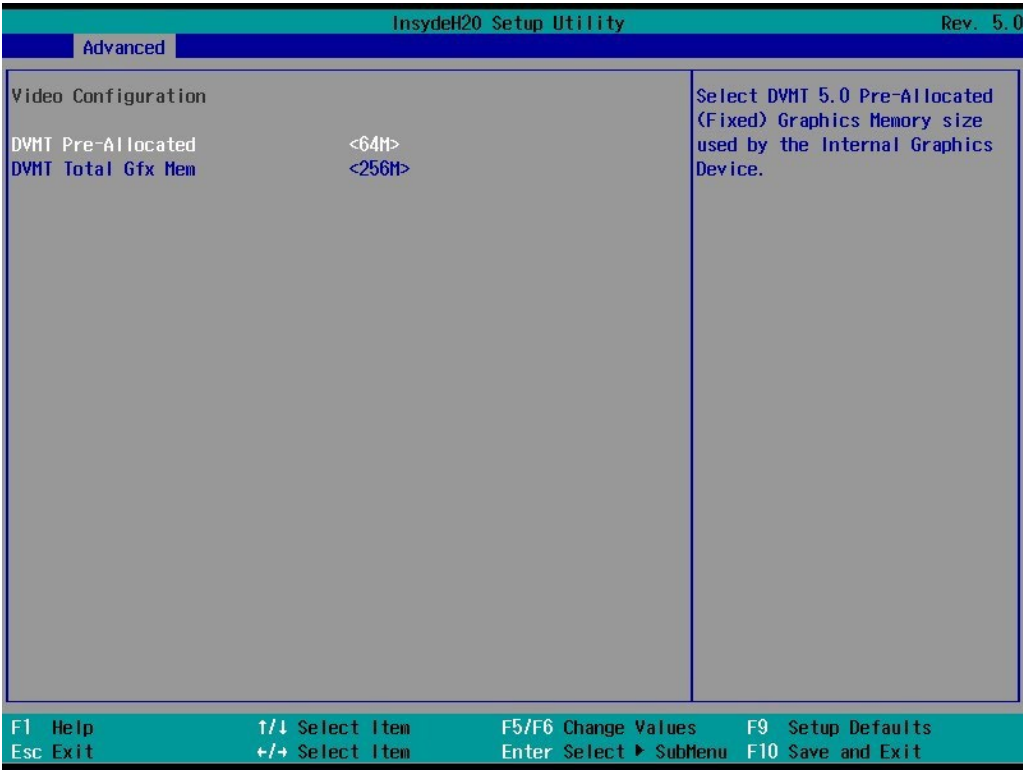 InsydeH20 Setup Utility Rev. 5.0
Advanced
Video Configuration
DVMT Pre-Allocated <64M>
DVMT Total Gfx Mem <256M>
Select DVMT 5.0 Pre-Allocated
(Fixed) Graphics Memory size
used by the Internal Graphics
Device.
F1 Help ↑/↓ Select Item F5/F6 Change Values F9 Setup Defaults
Esc Exit ←/→ Select Item Enter Select ▶ SubMenu F10 Save and Exit